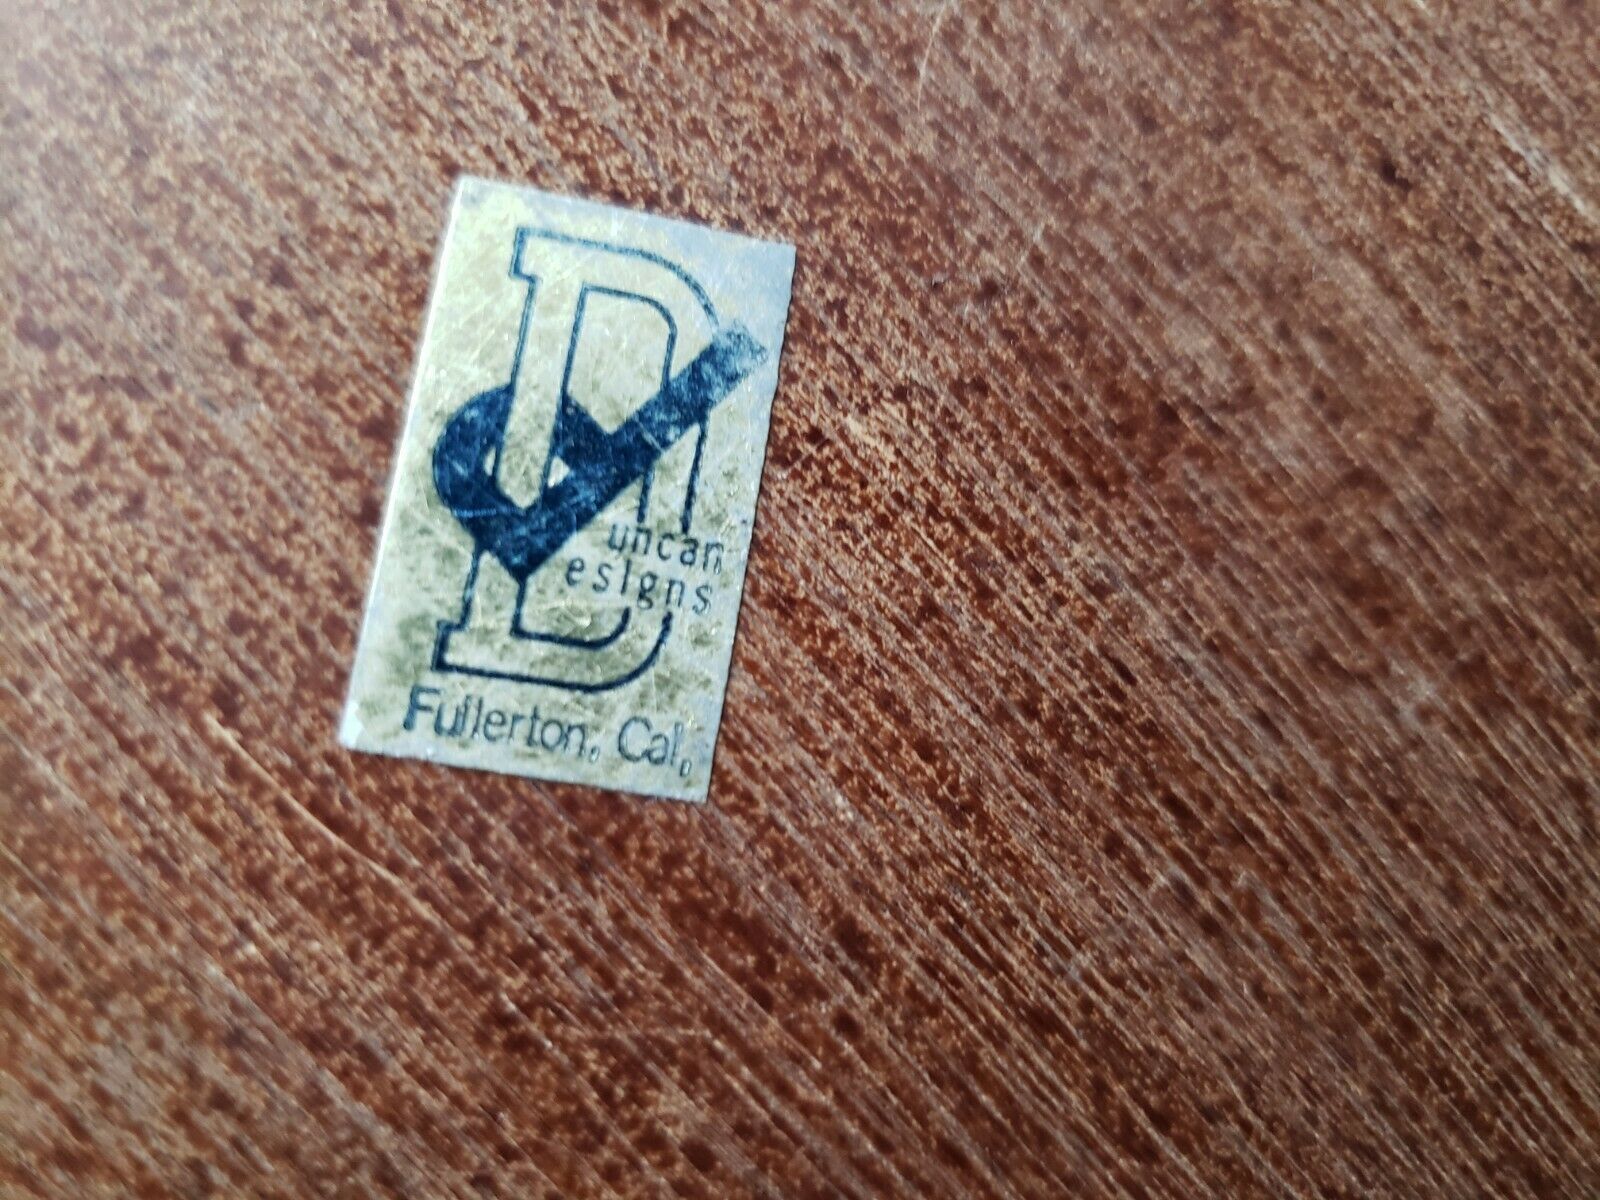 D
uncan
esigns
Fullerton, Cal.